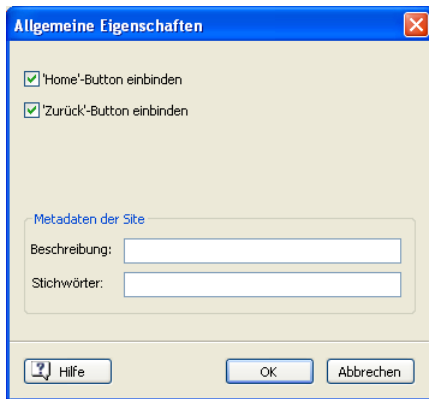 Allgemeine Eigenschaften
'Home'-Button einbinden
'Zurück'-Button einbinden
Metadaten der Site
Beschreibung:
Stichwörter:
Hilfe OK Abbrechen